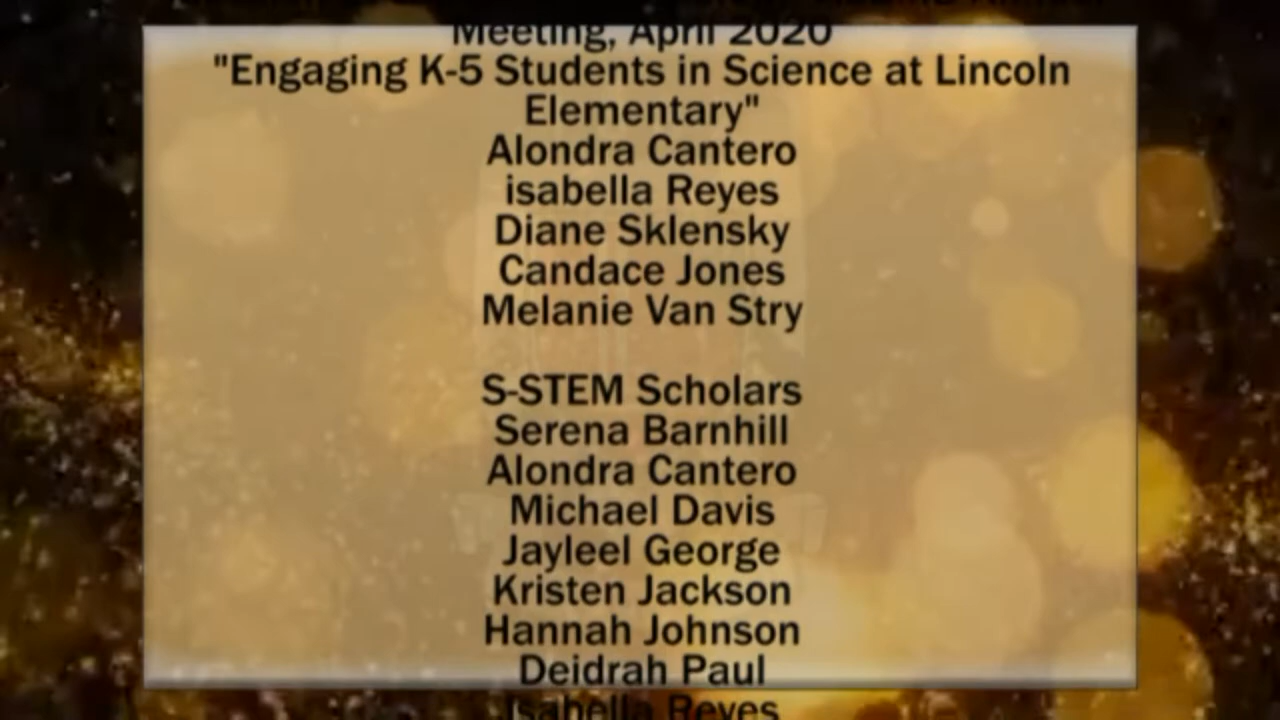 Meeting, April 2020
"Engaging K-5 Students in Science at Lincoln
Elementary"
Alondra Cantero
isabella Reyes
Diane Sklensky
Candace Jones
Melanie Van Stry
S-STEM Scholars
Serena Barnhill
Alondra Cantero
Michael Davis
Jayleel George
Kristen Jackson
Hannah Johnson
Deidrah Paul
Isabella Reyes